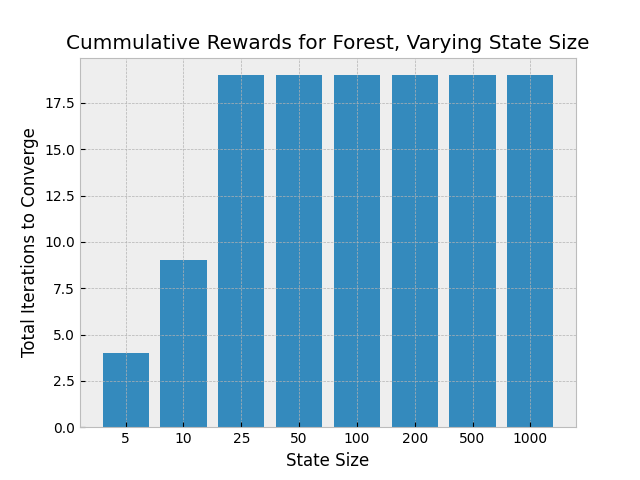 Cummulative Rewards for Forest, Varying State Size
Total Iterations to Converge
17.5
15.0
12.5
10.0
7.5
5.0
2.5
0.0
5 10 25 50 100 200 500 1000
State Size